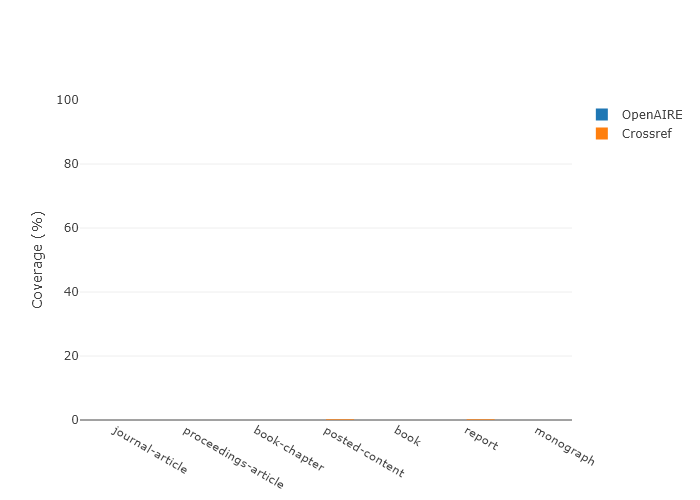 100
80
60
40
20
0
Coverage (%)
journal-article
proceedings-article
book-chapter
posted-content
book
report
monograph
OpenAIRE
Crossref